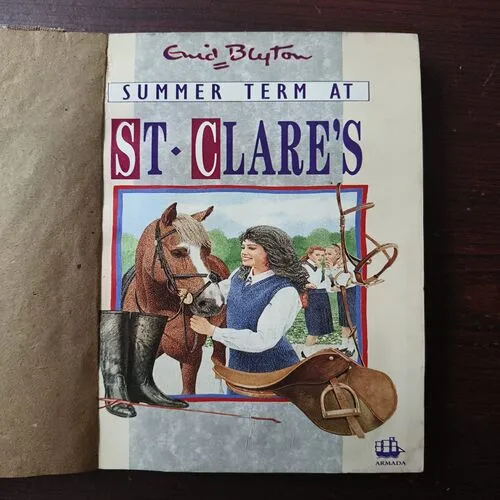 Enid Blyton
SUMMER TERM AT
ST·CLARE'S
ARMADA